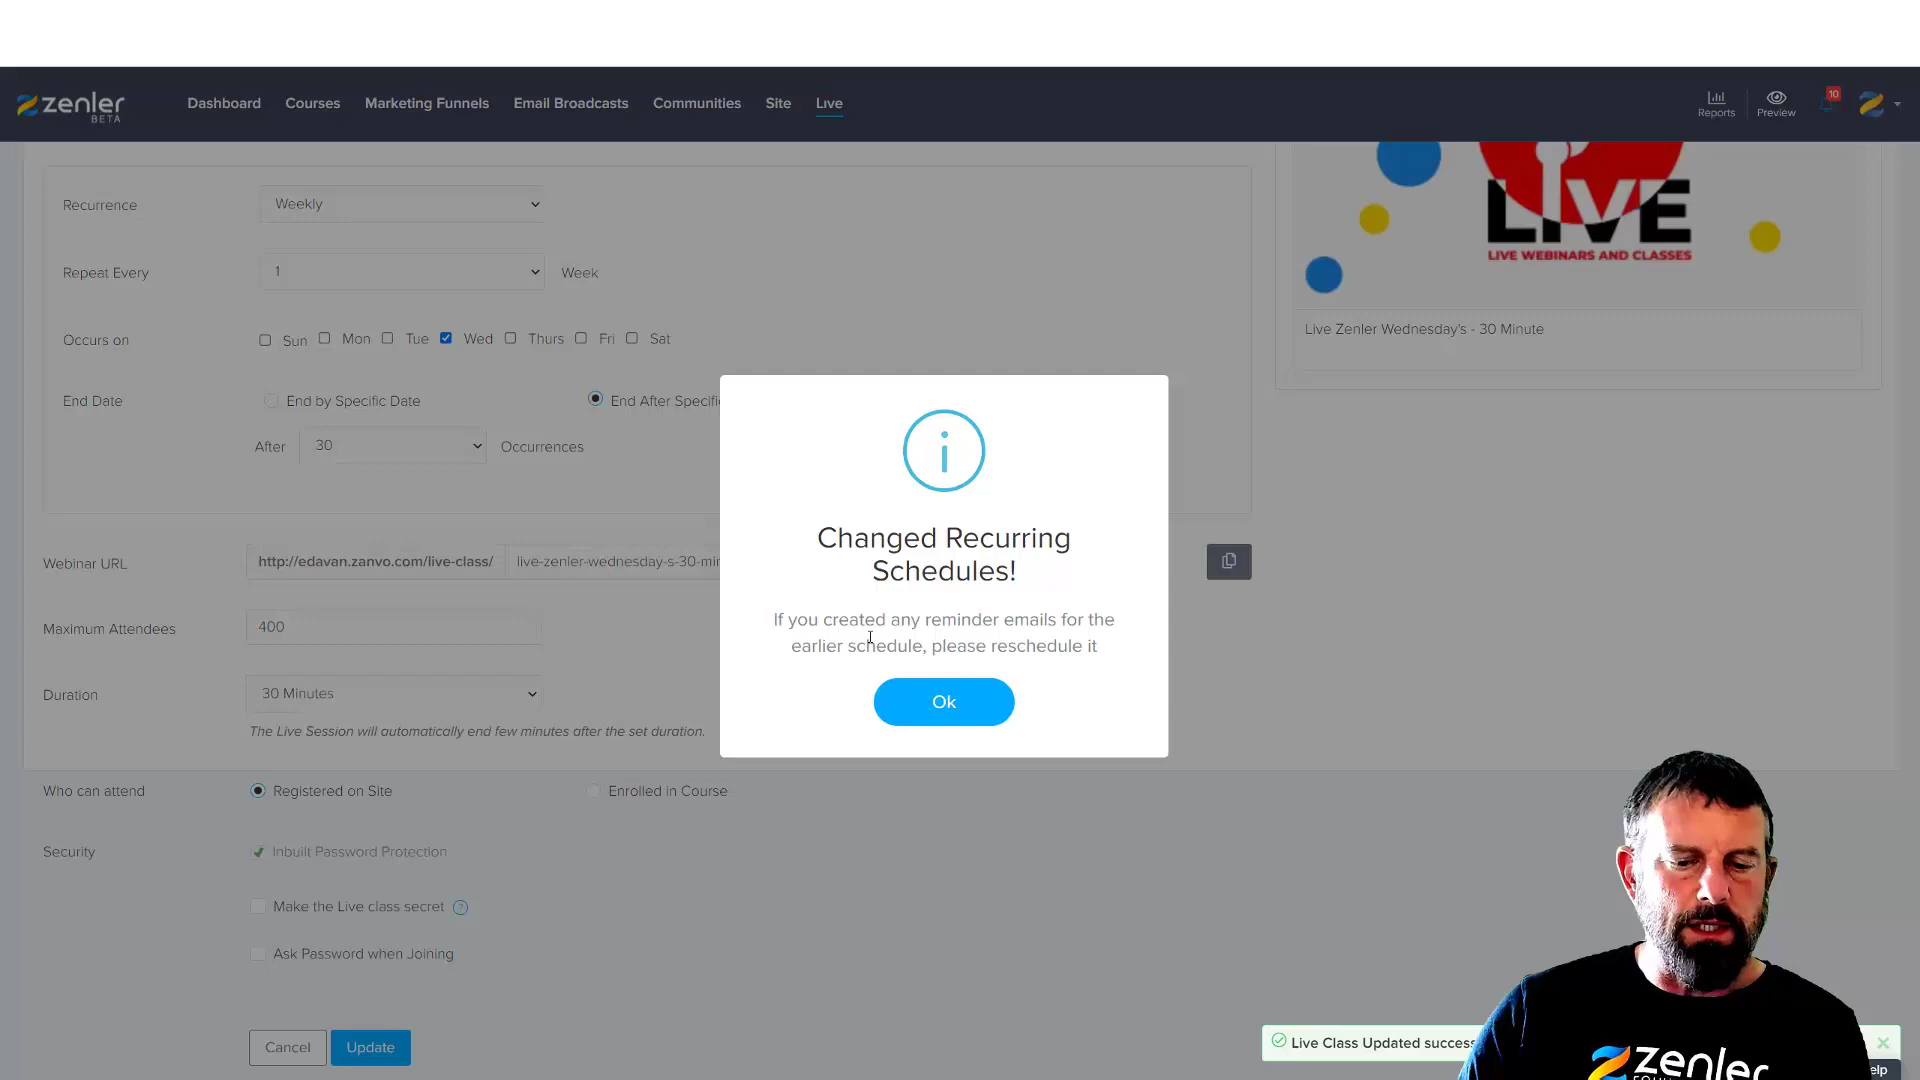 zenler
BETA
Dashboard
Courses
Marketing Funnels
Email Broadcasts
Communities
Site
Live
Reports
Preview
10
Recurrence
Weekly
Repeat Every
1
Week
Occurs on
Sun
Mon
Tue
Wed
Thurs
Fri
Sat
End Date
End by Specific Date
End After Specifi
After
30
Occurrences
LIVE
LIVE WEBINARS AND CLASSES
Live Zenler Wednesday's - 30 Minute
i
Changed Recurring
Schedules!
If you created any reminder emails for the
earlier schedule, please reschedule it
Ok
Webinar URL
http://edavan.zanvo.com/live-class/
live-zenler-wednesday-s-30-mi
Maximum Attendees
400
Duration
30 Minutes
The Live Session will automatically end few minutes after the set duration.
Who can attend
Registered on Site
Enrolled in Course
Security
Inbuilt Password Protection
Make the Live class secret ?
Ask Password when Joining
Cancel
Update
Live Class Updated success
elp
zenler